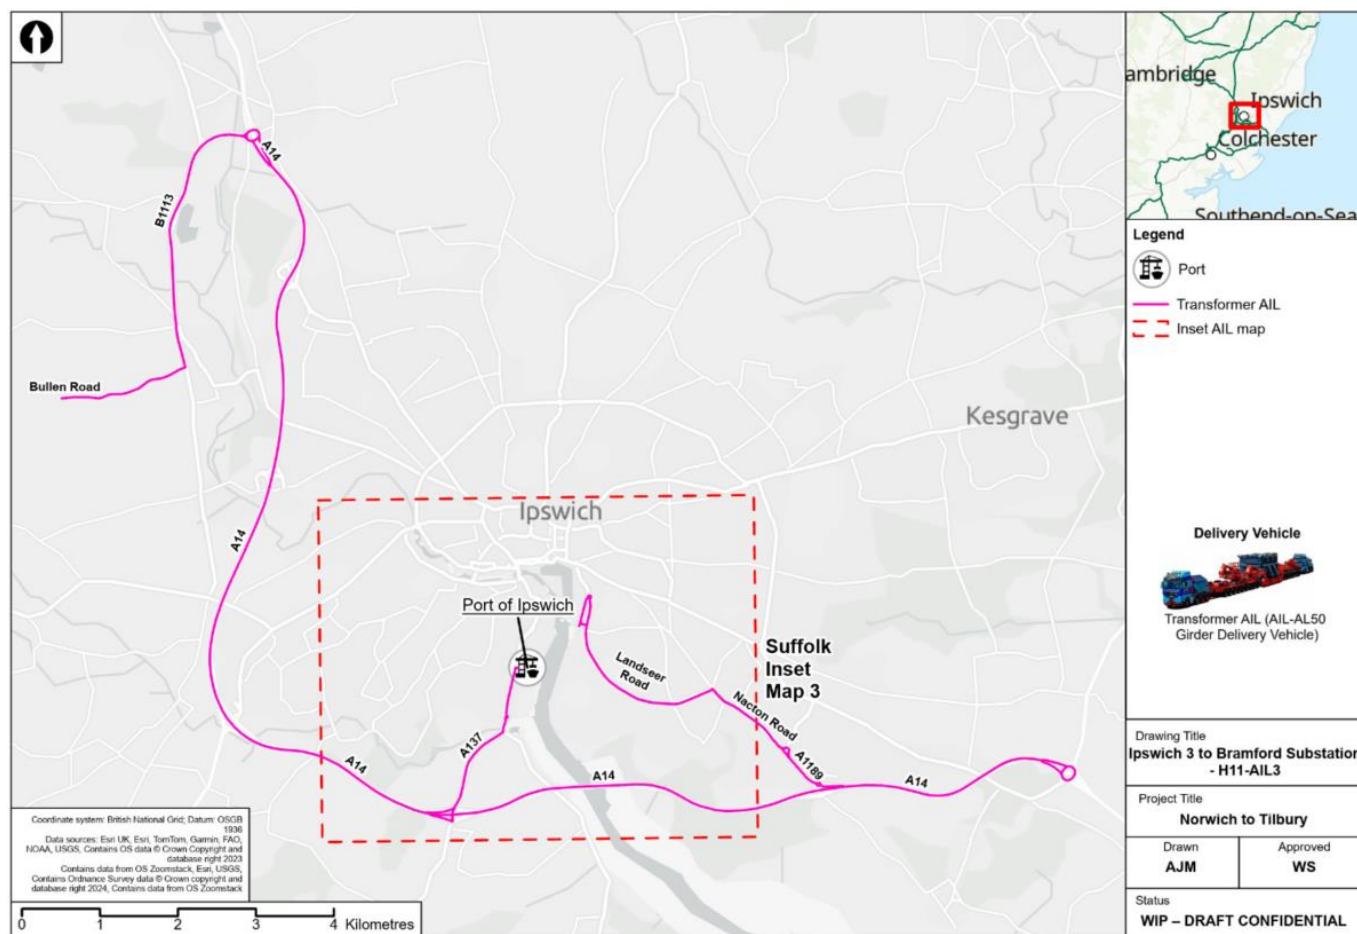 A14
B1113
Bullen Road
Kesgrave
A14
Ipswich
Port of Ipswich
Landseer
Road
Suffolk
Inset
Map 3
Nacton Road
A137
A1189
A14
A14
A14
Coordinate system: British National Grid; Datum: OSGB
1936
Data sources: Esri UK, Esri, TomTom, Garmin, FAO,
NOAA, USGS, Contains OS data © Crown Copyright and
database right 2023
Contains data from OS Zoomstack, Esri, USGS,
Contains Ordnance Survey data © Crown copyright and
database right 2024, Contains data from OS Zoomstack
0 1 2 3 4 Kilometres
ambridge
Ipswich
Colchester
Southend-on-Sea
Legend
Port
Transformer AIL
Inset AIL map
Delivery Vehicle
Transformer AIL (AIL-AL50
Girder Delivery Vehicle)
Drawing Title
Ipswich 3 to Bramford Substation
- H11-AIL3
Project Title
Norwich to Tilbury
Drawn
AJM
Approved
WS
Status
WIP – DRAFT CONFIDENTIAL